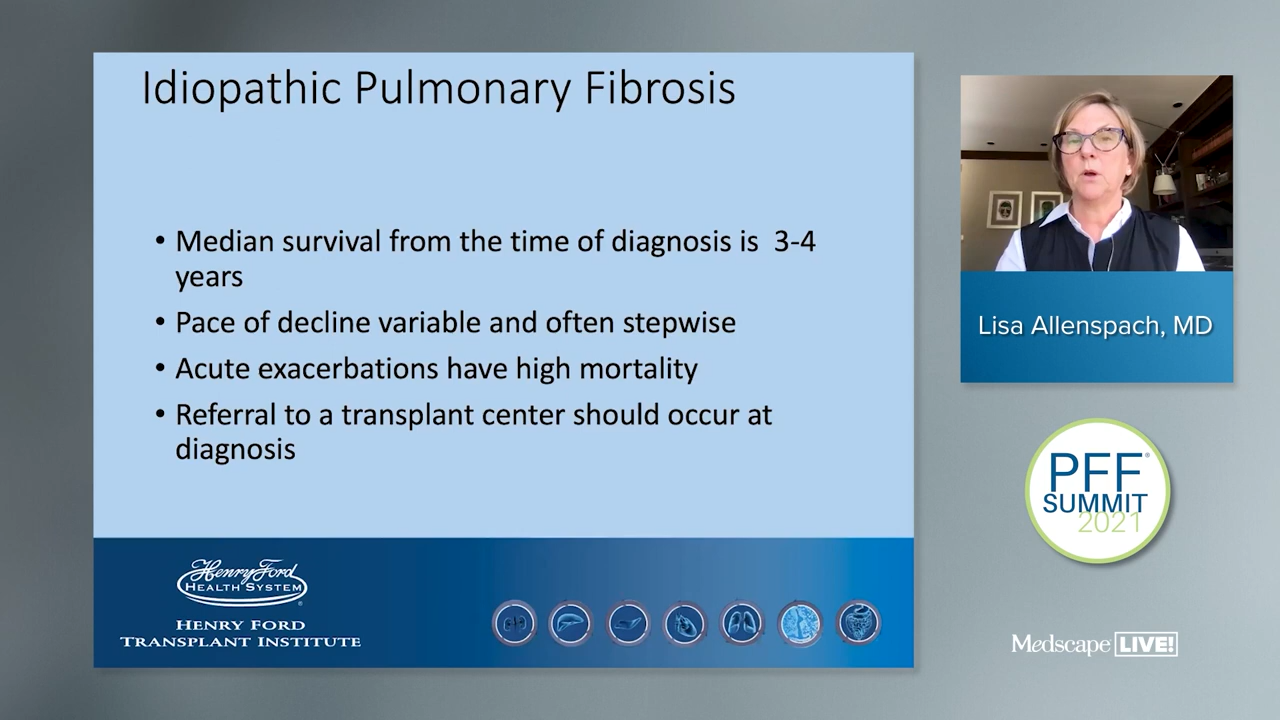 Idiopathic Pulmonary Fibrosis
• Median survival from the time of diagnosis is 3-4
years
• Pace of decline variable and often stepwise
• Acute exacerbations have high mortality
• Referral to a transplant center should occur at
diagnosis
Henry Ford
HEALTH SYSTEM
HENRY FORD
TRANSPLANT INSTITUTE
Lisa Allenspach, MD
PFF®
SUMMIT
2021
Medscape LIVE!